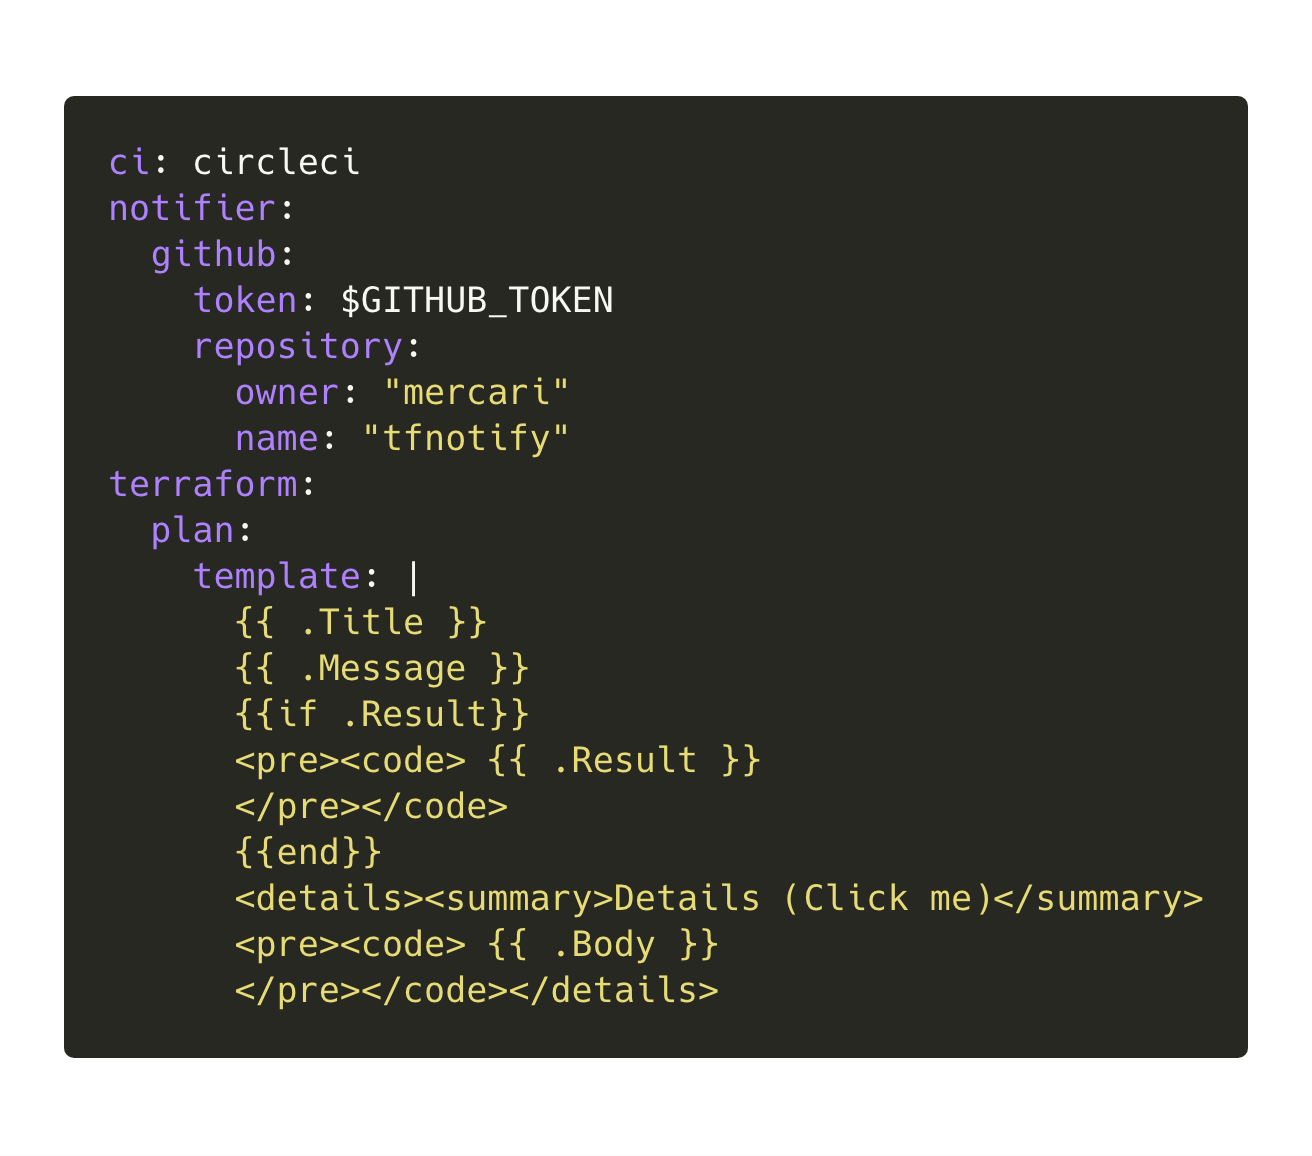 ci: circleci
notifier:
  github:
    token: $GITHUB_TOKEN
    repository:
      owner: "mercari"
      name: "tfnotify"
terraform:
  plan:
    template: |
      {{ .Title }}
      {{ .Message }}
      {{if .Result}}
      <pre><code> {{ .Result }}
      </pre></code>
      {{end}}
      <details><summary>Details (Click me)</summary>
      <pre><code> {{ .Body }}
      </pre></code></details>